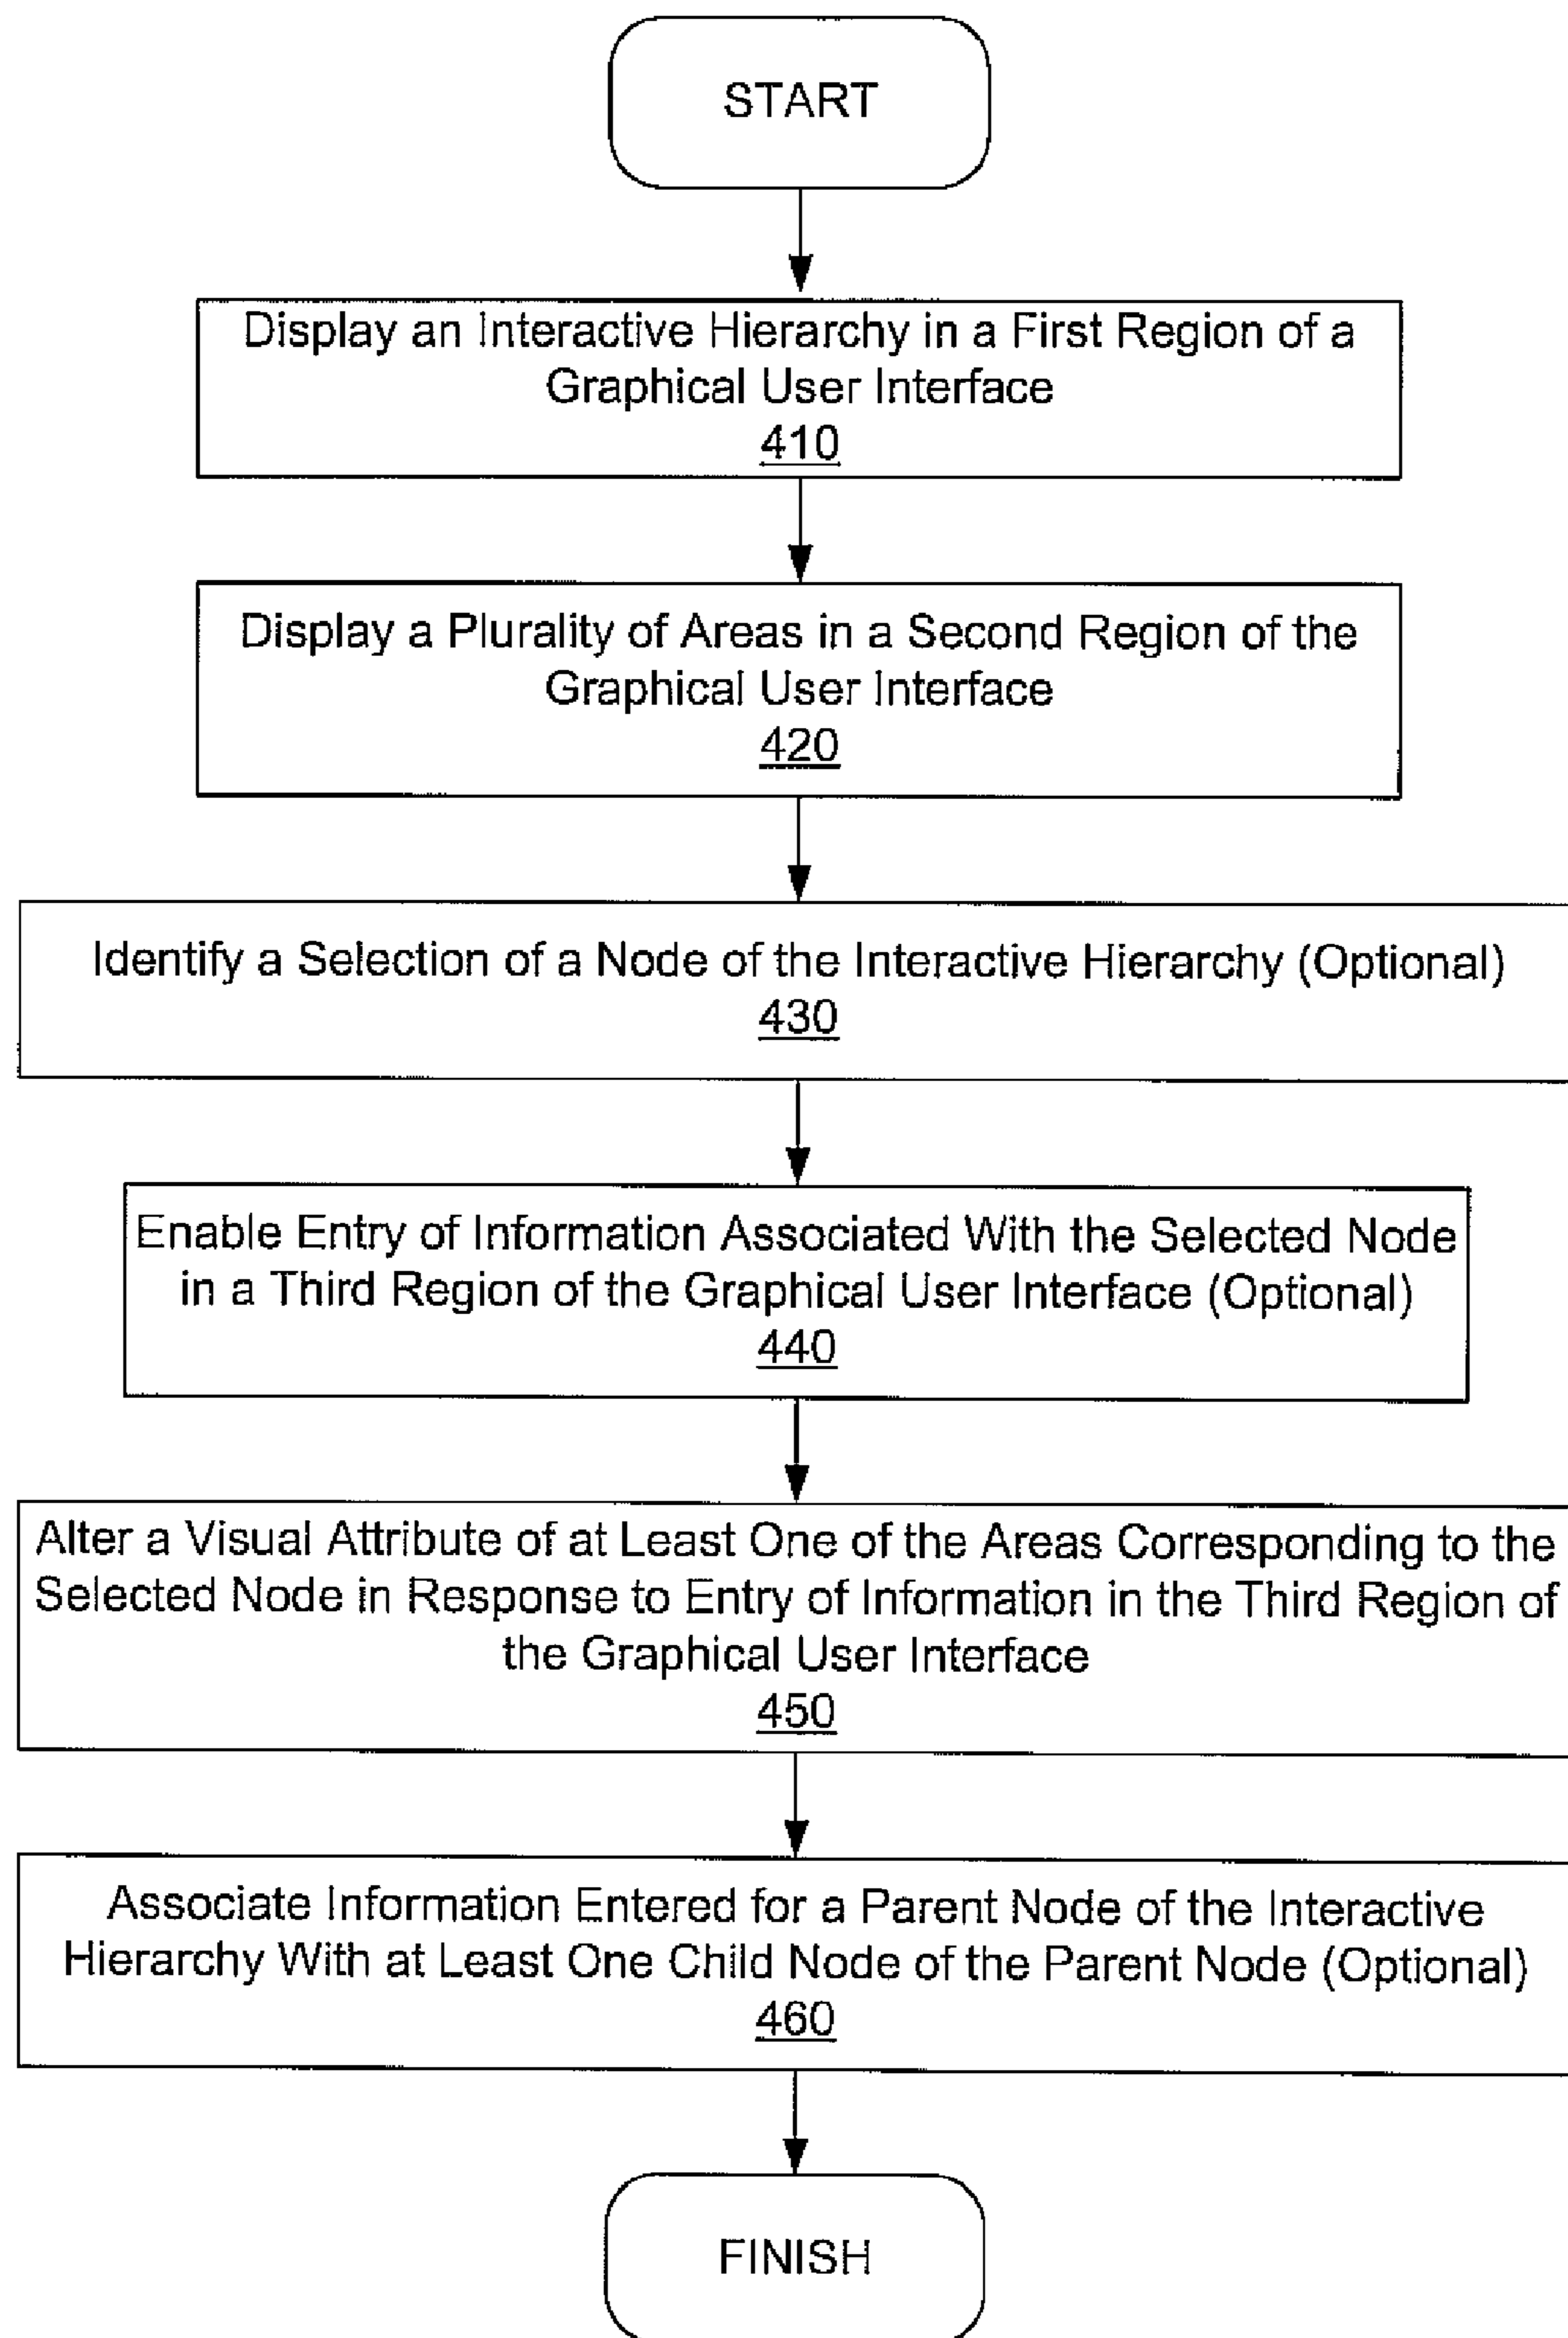 START
Display an Interactive Hierarchy in a First Region of a
Graphical User Interface
410
Display a Plurality of Areas in a Second Region of the
Graphical User Interface
420
Identify a Selection of a Node of the Interactive Hierarchy (Optional)
430
Enable Entry of Information Associated With the Selected Node
in a Third Region of the Graphical User Interface (Optional)
440
Alter a Visual Attribute of at Least One of the Areas Corresponding to the
Selected Node in Response to Entry of Information in the Third Region of
the Graphical User Interface
450
Associate Information Entered for a Parent Node of the Interactive
Hierarchy With at Least One Child Node of the Parent Node (Optional)
460
FINISH